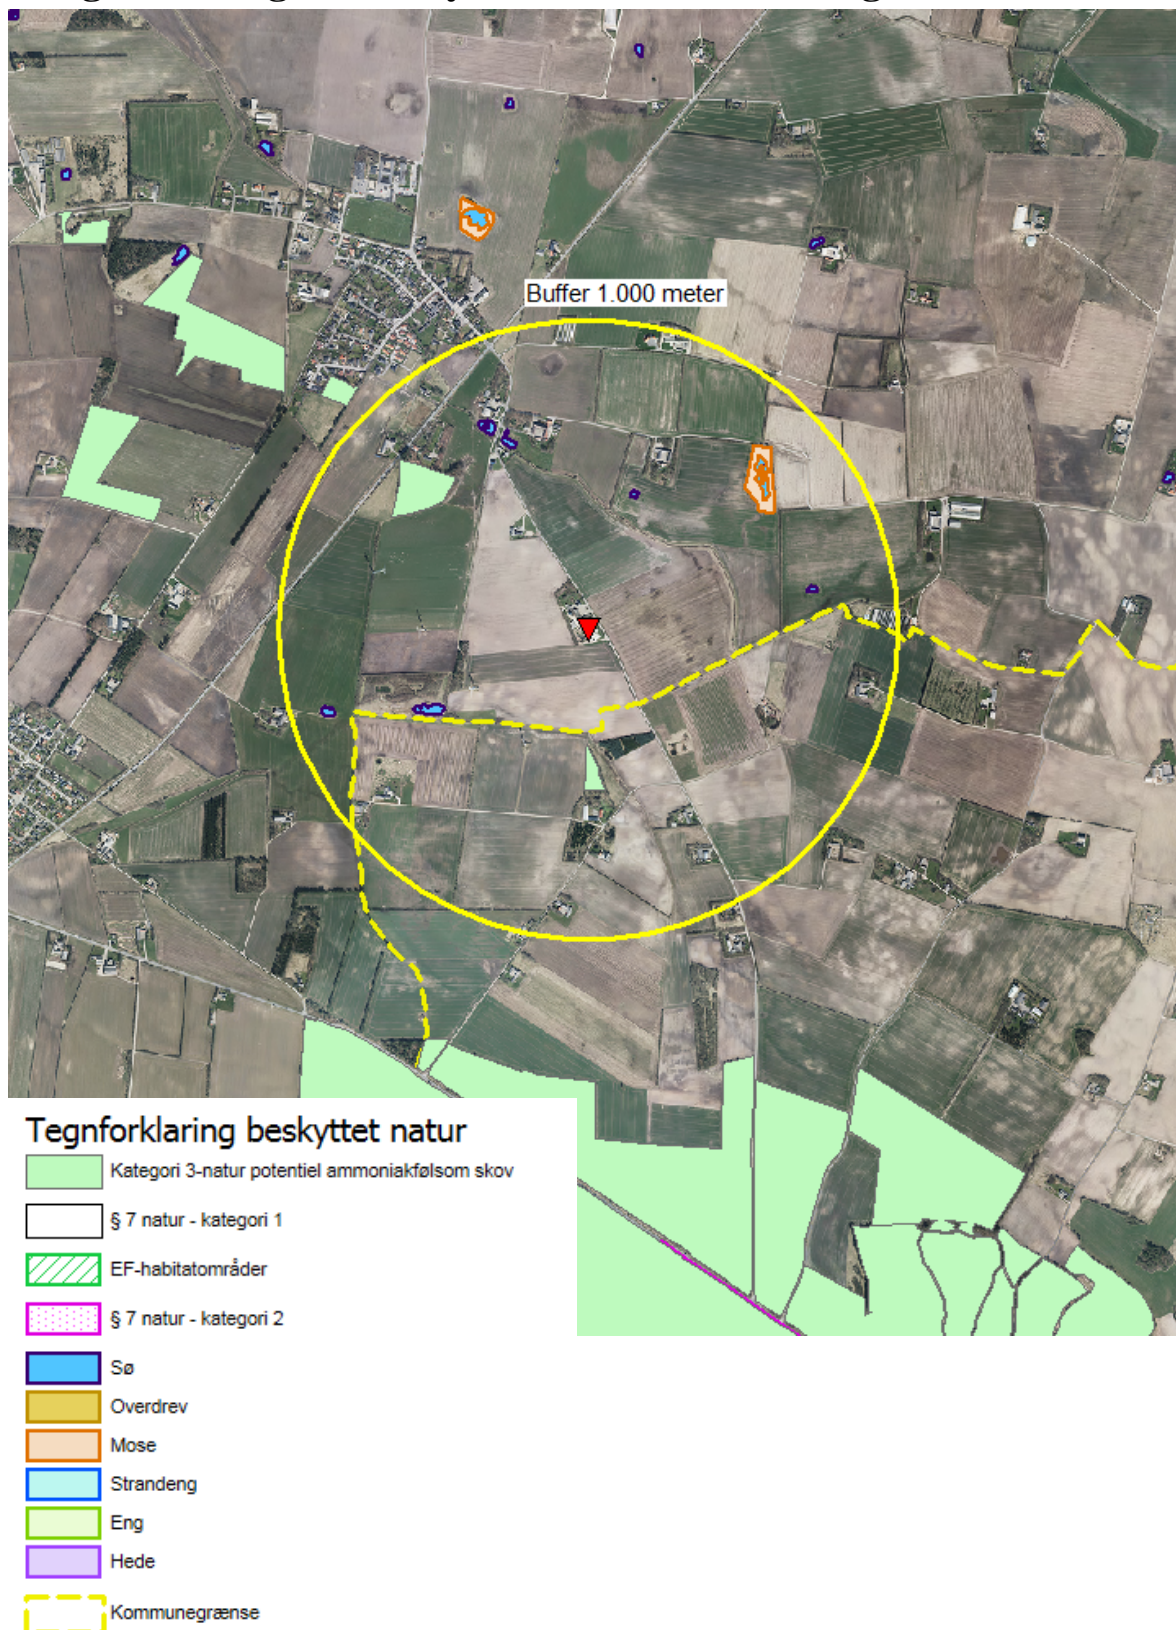 Buffer 1.000 meter
Tegnforklaring beskyttet natur
Kategori 3-natur potentiel ammoniakfølsom skov
§ 7 natur - kategori 1
EF-habitatområder
§ 7 natur - kategori 2
Sø
Overdrev
Mose
Strandeng
Eng
Hede
Kommunegrænse